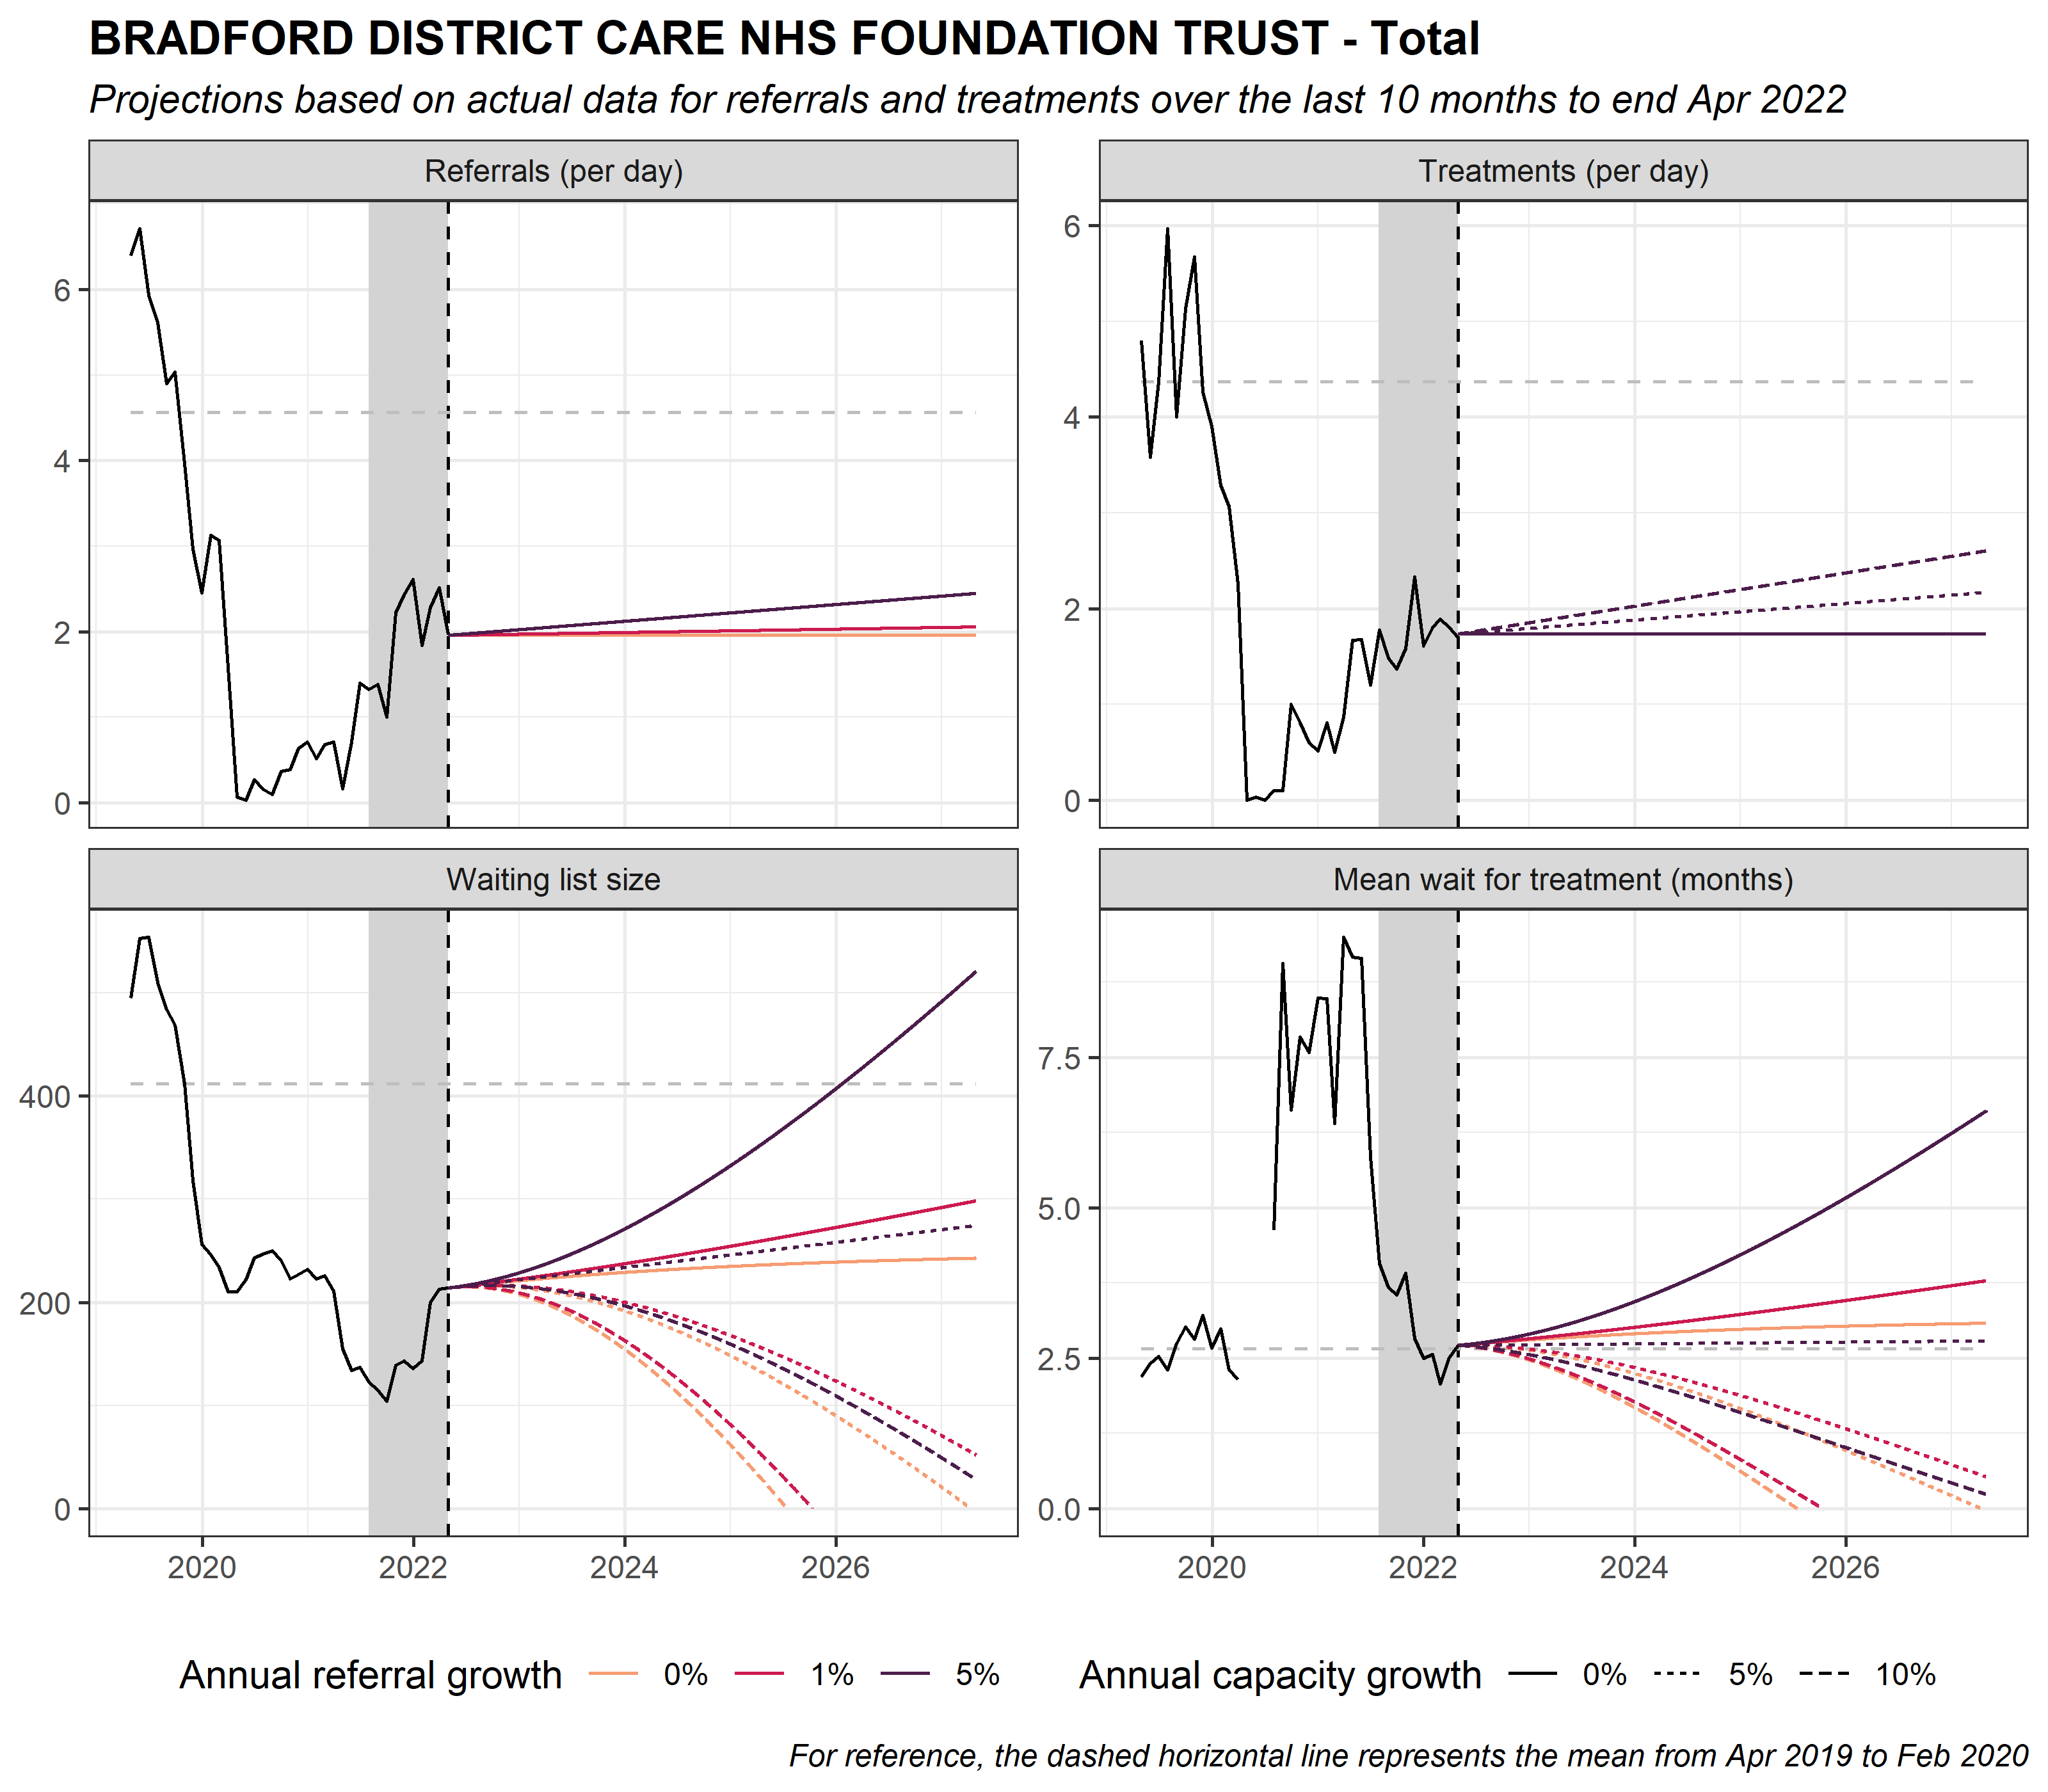 BRADFORD DISTRICT CARE NHS FOUNDATION TRUST - Total
Projections based on actual data for referrals and treatments over the last 10 months to end Apr 2022
Referrals (per day)
6
4
2
0
Treatments (per day)
6
4
2
0
Waiting list size
400
200
0
2020 2022 2024 2026
Mean wait for treatment (months)
7.5
5.0
2.5
0.0
2020 2022 2024 2026
Annual referral growth 0% 1% 5%
Annual capacity growth 0% 5% 10%
For reference, the dashed horizontal line represents the mean from Apr 2019 to Feb 2020